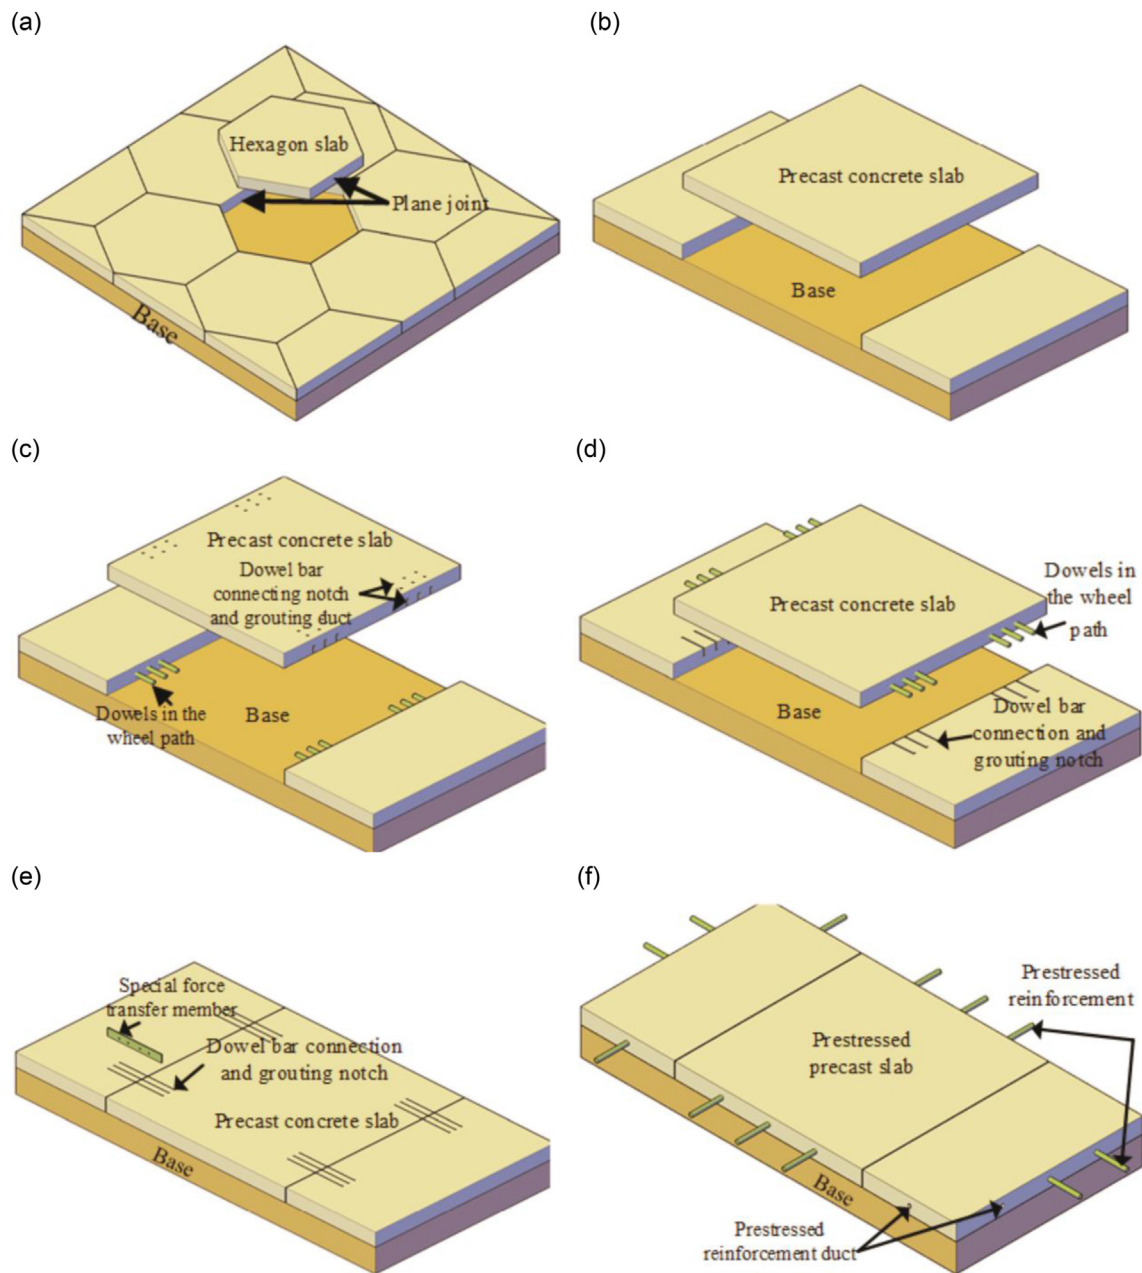 (a)
Hexagon slab
Plane joint
Base
(b)
Precast concrete slab
Base
(c)
Precast concrete slab
Dowel bar
connecting notch
and grouting duct
Dowels in the
wheel path
Base
(d)
Precast concrete slab
Dowels in
the wheel
path
Base
Dowel bar
connection and
grouting notch
(e)
Special force
transfer member
Dowel bar connection
and grouting notch
Precast concrete slab
Base
(f)
Prestressed
reinforcement
Prestressed
precast slab
Base
Prestressed
reinforcement duct